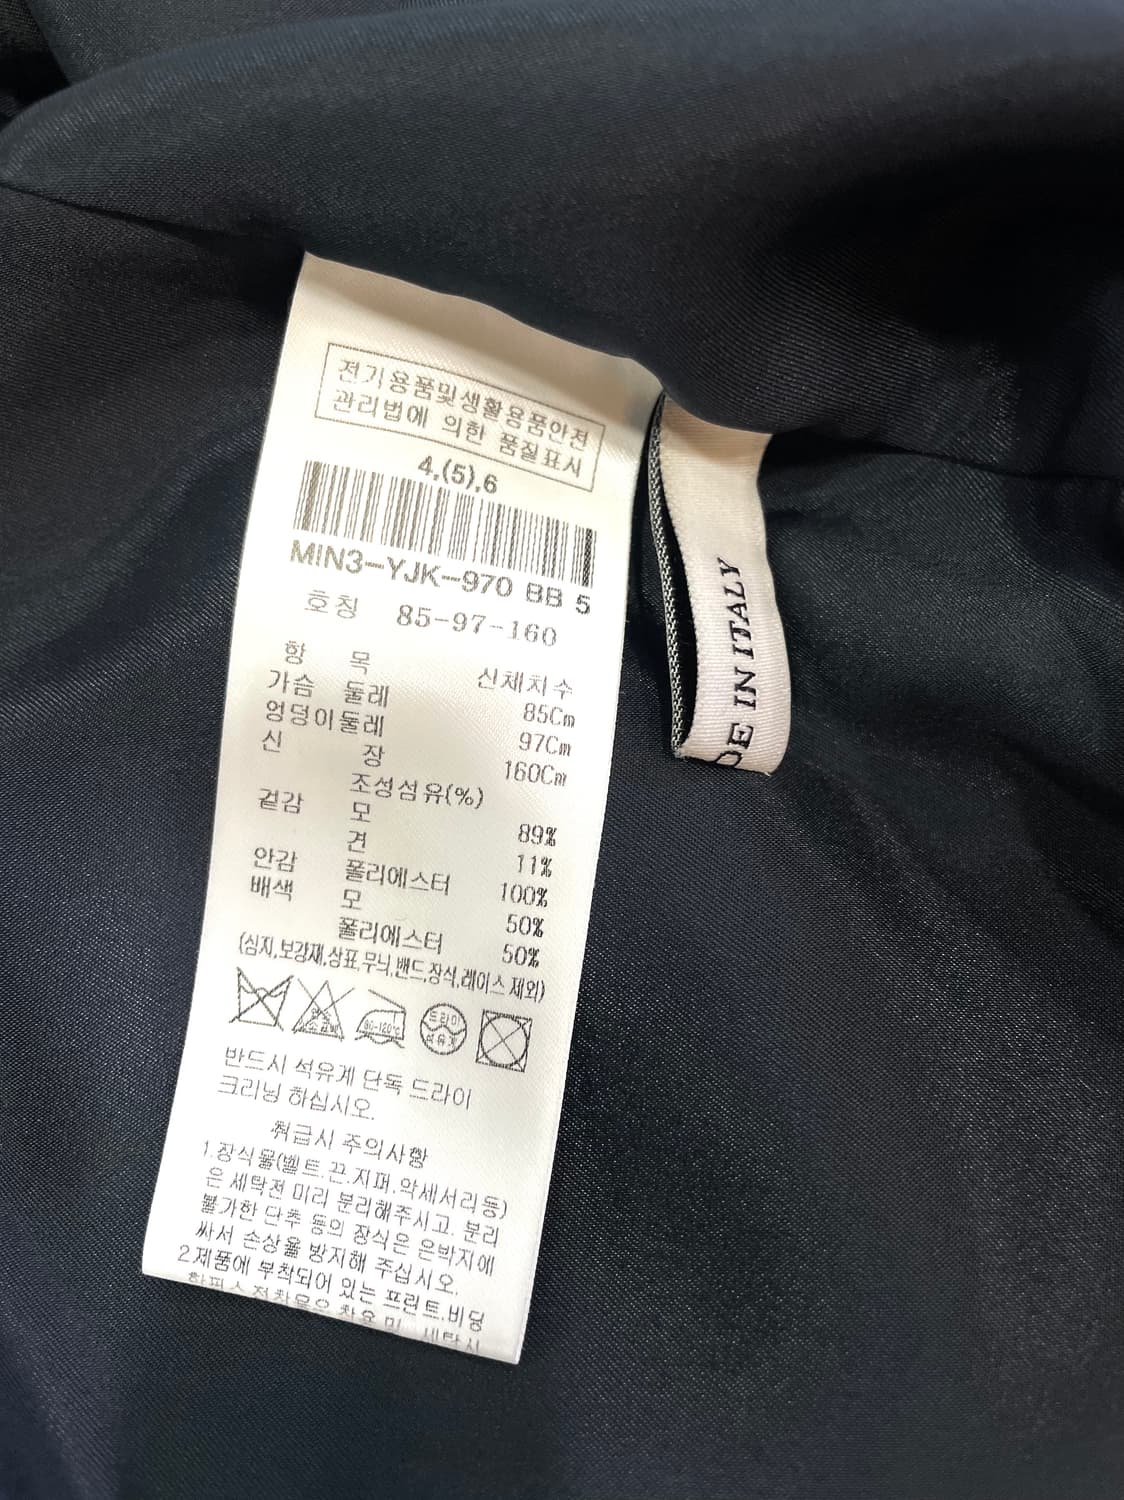 전기용품및생활용품안전
관리법에 의한 품질표시
4,(5),6
MIN3-YJK-970 BB 5
호칭 85-97-160
항 목 신체치수
가슴 둘레 85Cm
엉덩이둘레 97Cm
신 장 160Cm
조성섬유(%)
겉감 모 89%
견 11%
안감 폴리에스터 100%
배색 모 50%
폴리에스터 50%
(심지,보강재,상표,무늬,밴드,장식,레이스 제외)
80-120℃
드라이
석유계
반드시 석유계 단독 드라이
크리닝 하십시오.
취급시 주의사항
1.장식물(벨트.끈.지퍼.악세서리등)
은 세탁전 미리 분리해주시고. 분리
불가한 단추 등의 장식은 은박지에
싸서 손상을 방지해 주십시오.
2.제품에 부착되어 있는 프린트.비딩
DE IN ITALY